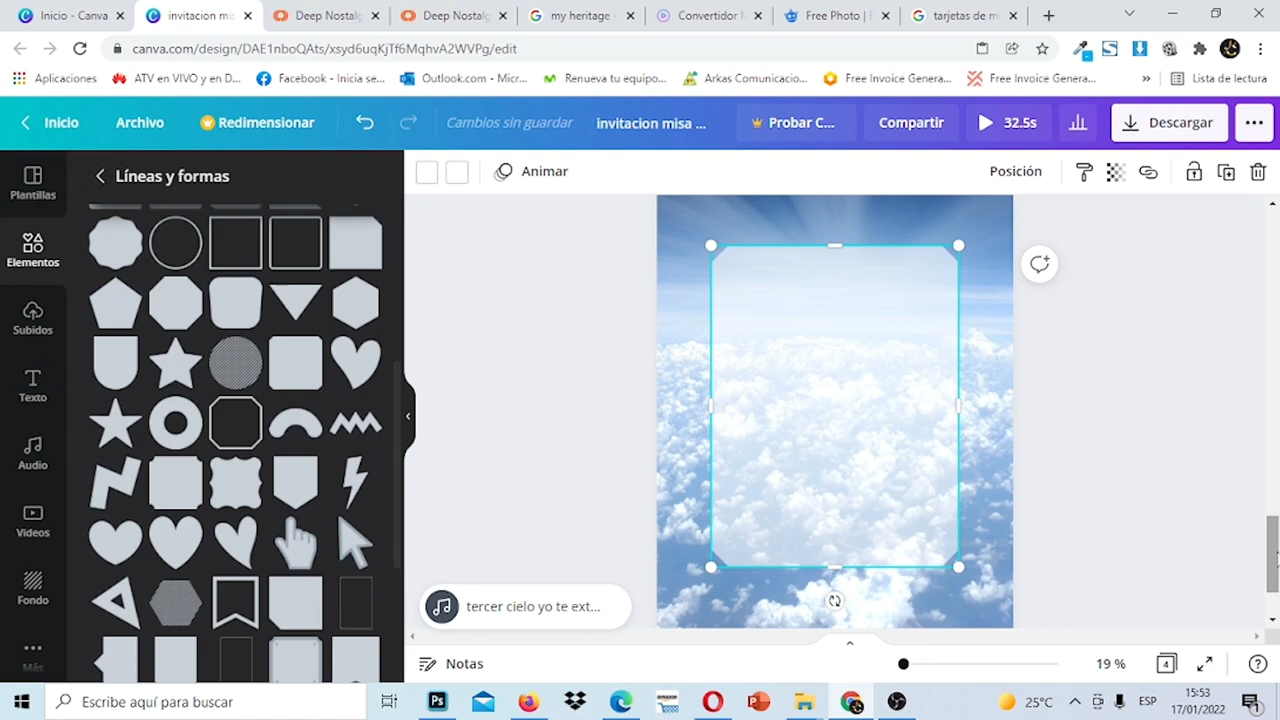 Inicio - Canva
invitacion mis
Deep Nostalg
Deep Nostalg
my heritage -
Convertidor M
Free Photo | E
tarjetas de m
canva.com/design/DAE1nboQAts/xsyd6uqKjTf6MqhvA2WVPg/edit
Aplicaciones
ATV en VIVO y en D...
Facebook - Inicia se...
Outlook.com - Micr...
Renueva tu equipo...
Arkas Comunicacio...
Free Invoice Genera...
Free Invoice Genera...
»
Lista de lectura
Inicio
Archivo
Redimensionar
Cambios sin guardar
invitacion misa ...
Probar C...
Compartir
32.5s
Descargar
Plantillas
Elementos
Subidos
Texto
Audio
Videos
Fondo
Más
Líneas y formas
Animar
Posición
tercer cielo yo te ext...
Notas
19 %
4
Escribe aquí para buscar
Ps
amazon
25°C
ESP
15:53
17/01/2022